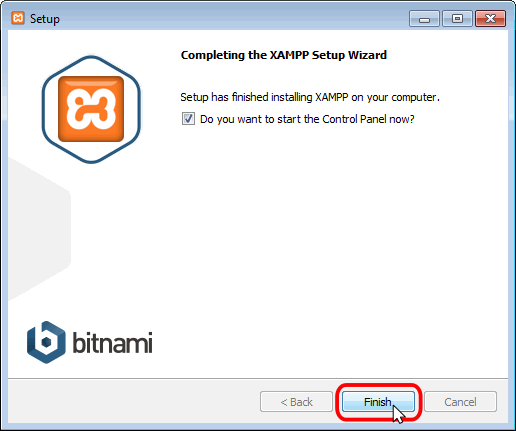 Setup
Completing the XAMPP Setup Wizard
Setup has finished installing XAMPP on your computer.
Do you want to start the Control Panel now?
bitnami
< Back
Finish
Cancel